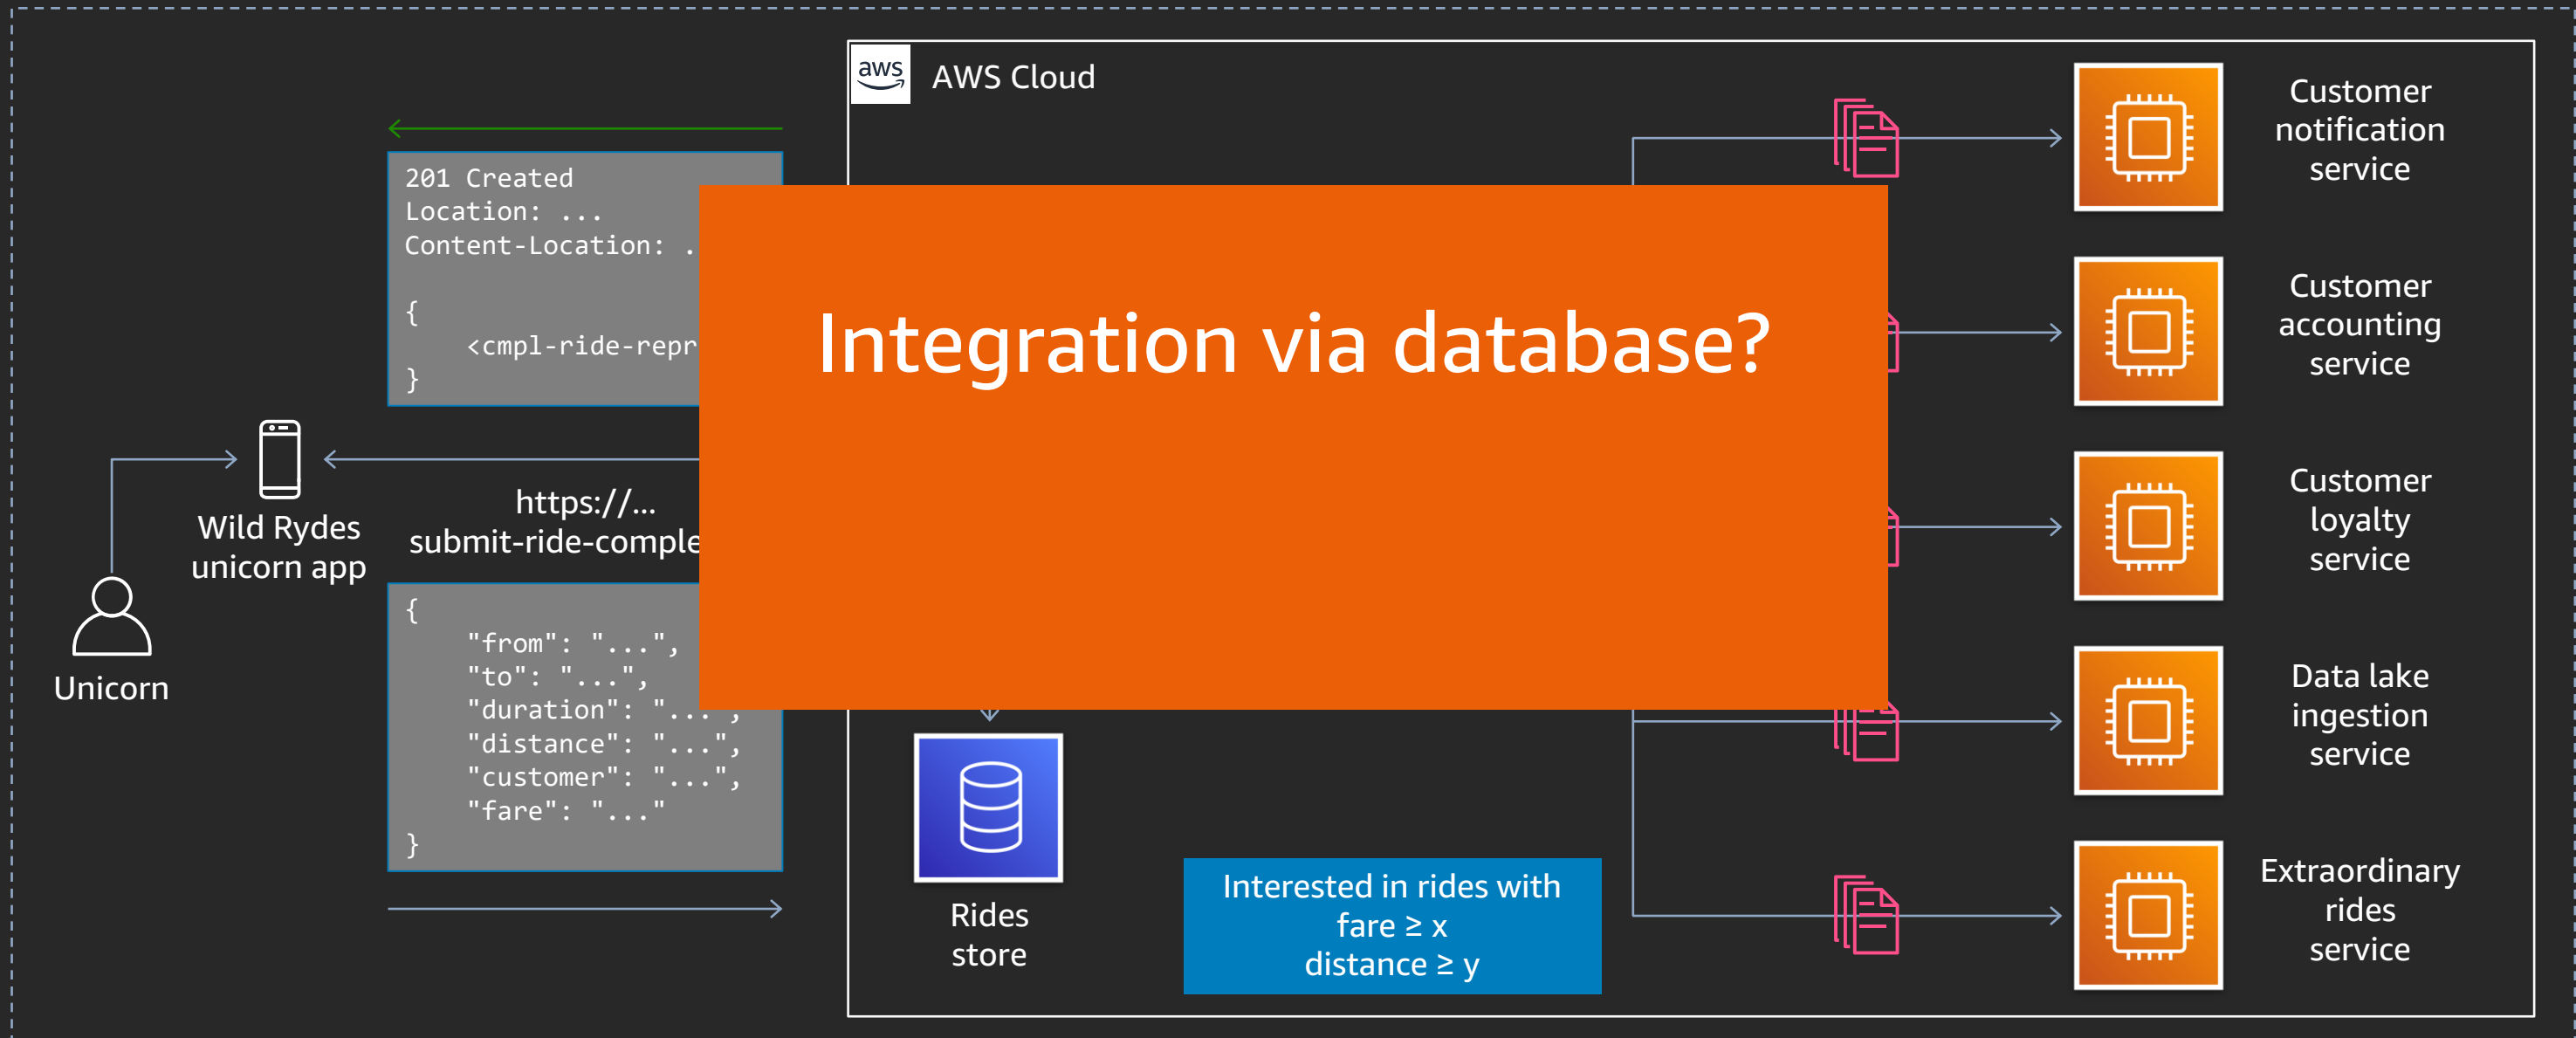 aws
AWS Cloud
201 Created
Location: ...
Content-Location: .
{
<cmpl-ride-repr
}
Integration via database?
Wild Rydes
unicorn app
Unicorn
https://...
submit-ride-comple
{
"from": "...",
"to": "...",
"duration": "...",
"distance": "...",
"customer": "...",
"fare": "..."
}
Rides
store
Interested in rides with
fare ≥ x
distance ≥ y
Customer
notification
service
Customer
accounting
service
Customer
loyalty
service
Data lake
ingestion
service
Extraordinary
rides
service